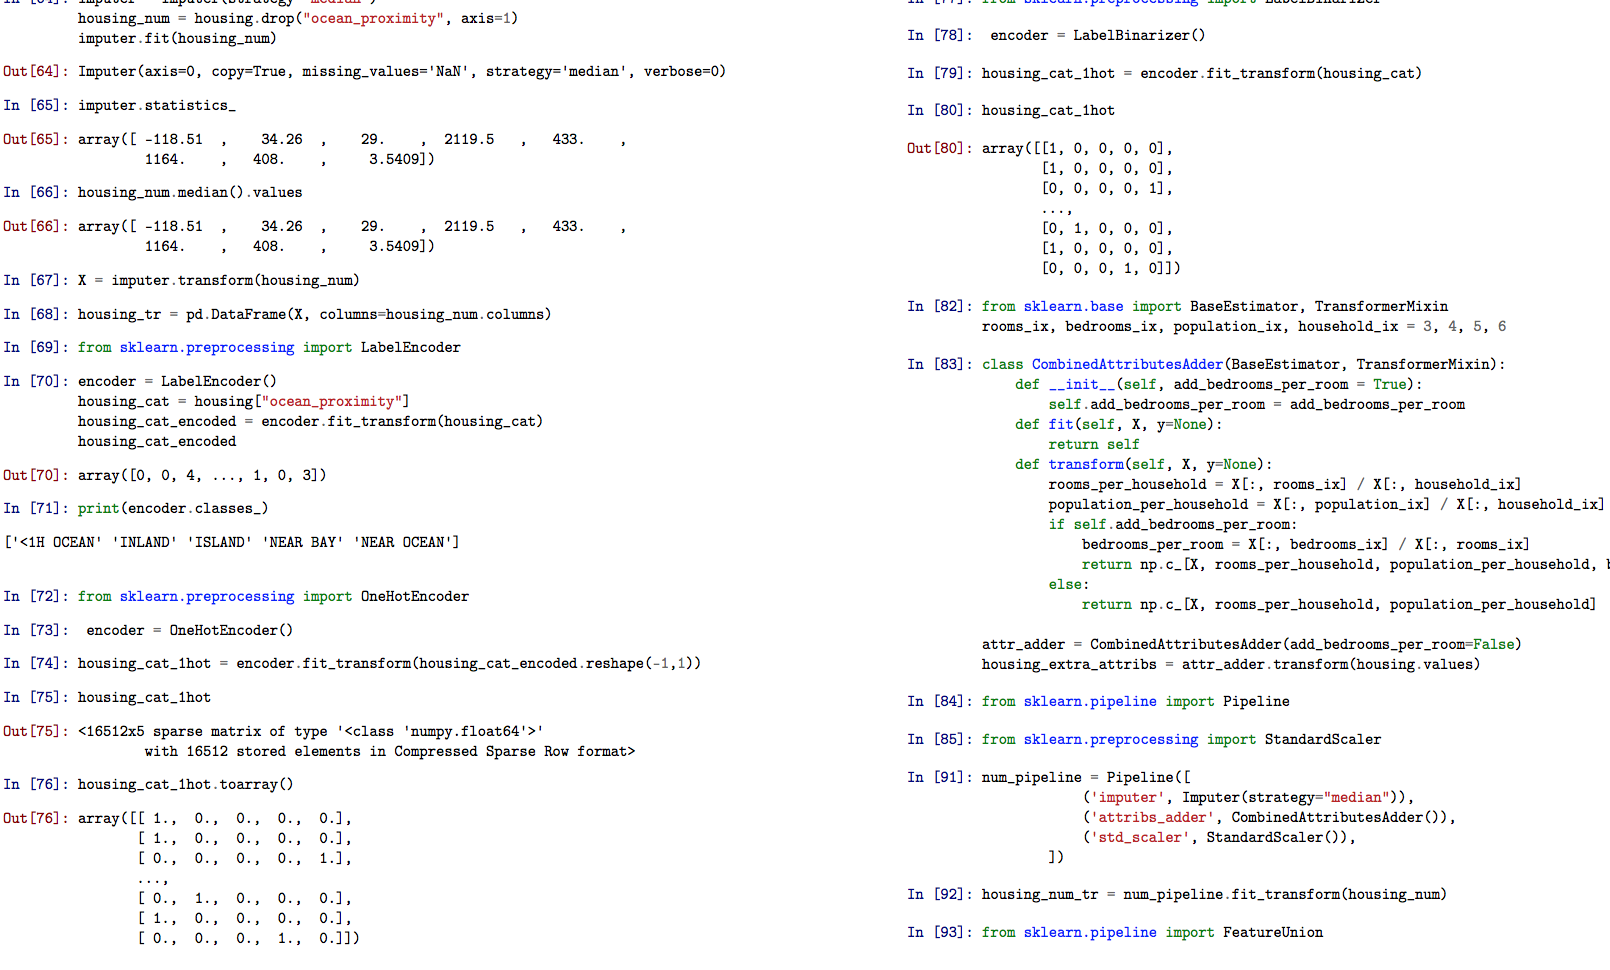 housing_num = housing.drop("ocean_proximity", axis=1)
imputer.fit(housing_num)
Out[64]: Imputer(axis=0, copy=True, missing_values='NaN', strategy='median', verbose=0)
In [65]: imputer.statistics_
Out[65]: array([ -118.51 , 34.26 , 29. , 2119.5 , 433. ,
1164. , 408. , 3.5409])
In [66]: housing_num.median().values
Out[66]: array([ -118.51 , 34.26 , 29. , 2119.5 , 433. ,
1164. , 408. , 3.5409])
In [67]: X = imputer.transform(housing_num)
In [68]: housing_tr = pd.DataFrame(X, columns=housing_num.columns)
In [69]: from sklearn.preprocessing import LabelEncoder
In [70]: encoder = LabelEncoder()
housing_cat = housing["ocean_proximity"]
housing_cat_encoded = encoder.fit_transform(housing_cat)
housing_cat_encoded
Out[70]: array([0, 0, 4, ..., 1, 0, 3])
In [71]: print(encoder.classes_)
['<1H OCEAN' 'INLAND' 'ISLAND' 'NEAR BAY' 'NEAR OCEAN']
In [72]: from sklearn.preprocessing import OneHotEncoder
In [73]: encoder = OneHotEncoder()
In [74]: housing_cat_1hot = encoder.fit_transform(housing_cat_encoded.reshape(-1,1))
In [75]: housing_cat_1hot
Out[75]: <16512x5 sparse matrix of type '<class 'numpy.float64'>'
with 16512 stored elements in Compressed Sparse Row format>
In [76]: housing_cat_1hot.toarray()
Out[76]: array([[ 1., 0., 0., 0., 0.],
[ 1., 0., 0., 0., 0.],
[ 0., 0., 0., 0., 1.],
...,
[ 0., 1., 0., 0., 0.],
[ 1., 0., 0., 0., 0.],
[ 0., 0., 0., 1., 0.]])
In [77]: from sklearn.preprocessing import LabelBinarizer
In [78]: encoder = LabelBinarizer()
In [79]: housing_cat_1hot = encoder.fit_transform(housing_cat)
In [80]: housing_cat_1hot
Out[80]: array([[1, 0, 0, 0, 0],
[1, 0, 0, 0, 0],
[0, 0, 0, 0, 1],
...,
[0, 1, 0, 0, 0],
[1, 0, 0, 0, 0],
[0, 0, 0, 1, 0]])
In [82]: from sklearn.base import BaseEstimator, TransformerMixin
rooms_ix, bedrooms_ix, population_ix, household_ix = 3, 4, 5, 6
In [83]: class CombinedAttributesAdder(BaseEstimator, TransformerMixin):
def __init__(self, add_bedrooms_per_room = True):
self.add_bedrooms_per_room = add_bedrooms_per_room
def fit(self, X, y=None):
return self
def transform(self, X, y=None):
rooms_per_household = X[:, rooms_ix] / X[:, household_ix]
population_per_household = X[:, population_ix] / X[:, household_ix]
if self.add_bedrooms_per_room:
bedrooms_per_room = X[:, bedrooms_ix] / X[:, rooms_ix]
return np.c_[X, rooms_per_household, population_per_household,
else:
return np.c_[X, rooms_per_household, population_per_household]
attr_adder = CombinedAttributesAdder(add_bedrooms_per_room=False)
housing_extra_attribs = attr_adder.transform(housing.values)
In [84]: from sklearn.pipeline import Pipeline
In [85]: from sklearn.preprocessing import StandardScaler
In [91]: num_pipeline = Pipeline([
('imputer', Imputer(strategy="median")),
('attribs_adder', CombinedAttributesAdder()),
('std_scaler', StandardScaler()),
])
In [92]: housing_num_tr = num_pipeline.fit_transform(housing_num)
In [93]: from sklearn.pipeline import FeatureUnion